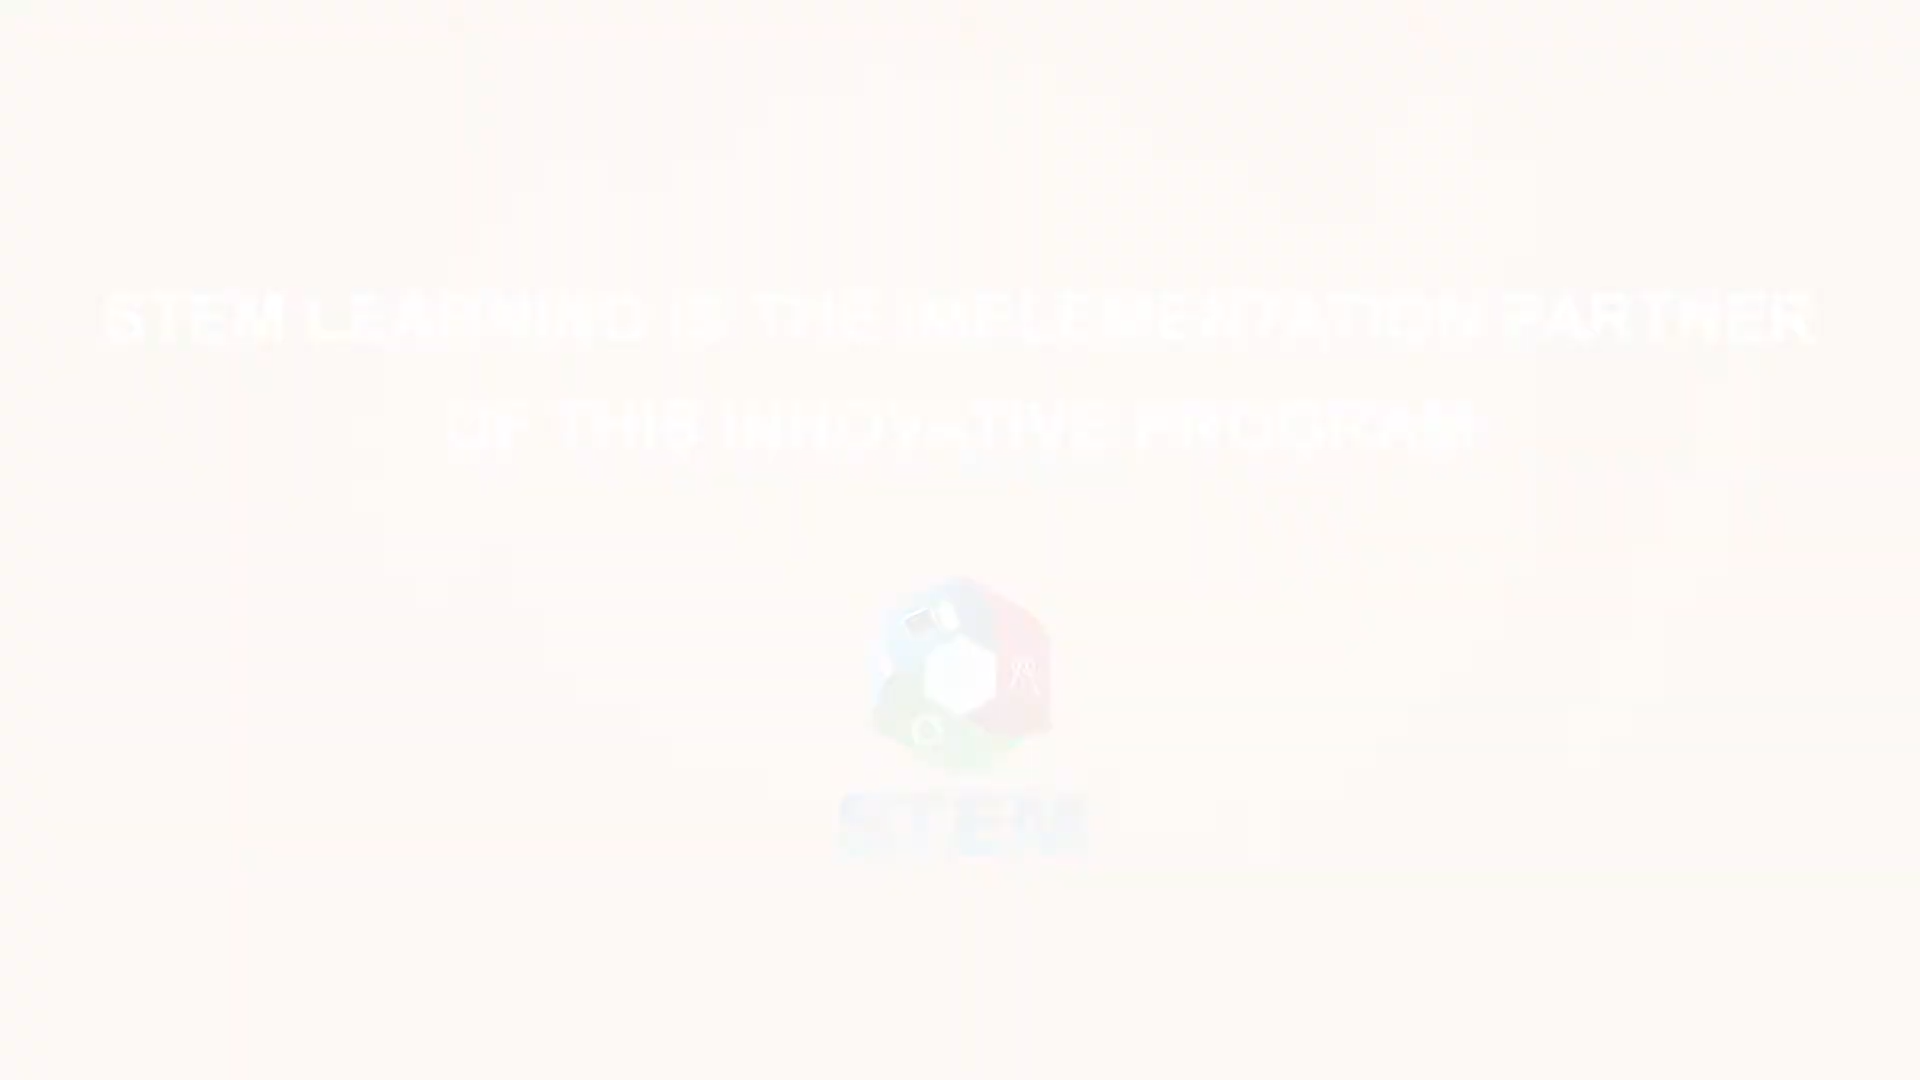 STEM LEARNING IS THE IMPLEMENTATION PARTNER
OF THIS INNOVATIVE PROGRAM
STEM